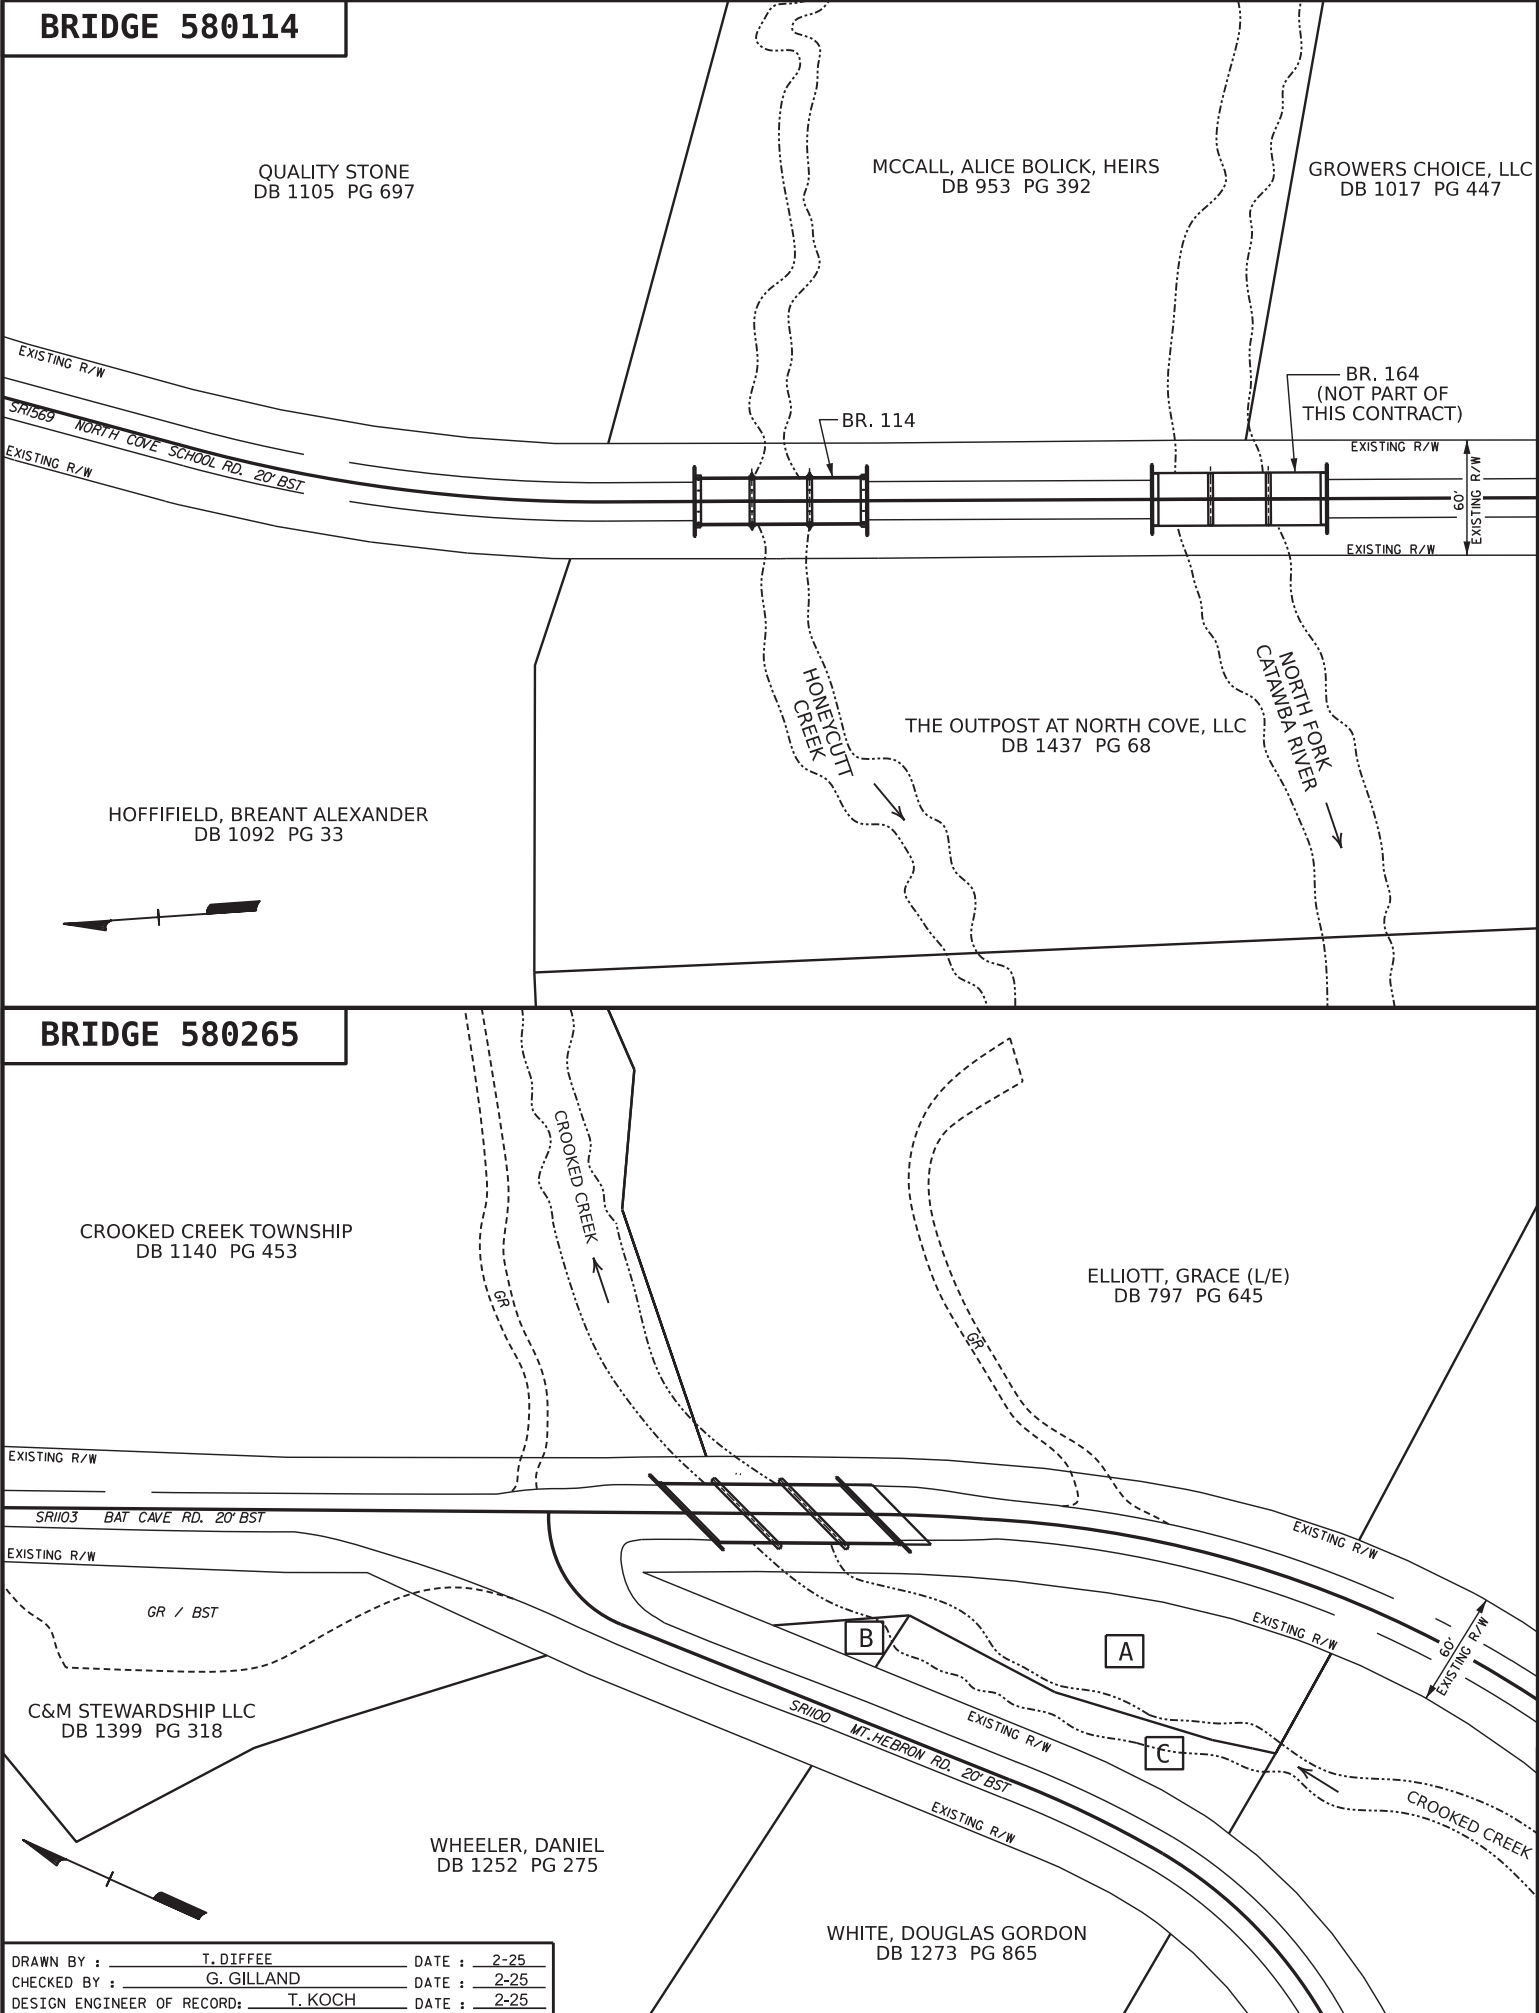 BRIDGE 580114
QUALITY STONE
DB 1105 PG 697
MCCALL, ALICE BOLICK, HEIRS
DB 953 PG 392
GROWERS CHOICE, LLC
DB 1017 PG 447
EXISTING R/W
SR1569 NORTH COVE SCHOOL RD. 20' BST
EXISTING R/W
BR. 114
BR. 164
(NOT PART OF
THIS CONTRACT)
EXISTING R/W
60'
EXISTING R/W
EXISTING R/W
HONEYCUTT
CREEK
NORTH FORK
CATAWBA RIVER
THE OUTPOST AT NORTH COVE, LLC
DB 1437 PG 68
HOFFIFIELD, BREANT ALEXANDER
DB 1092 PG 33
BRIDGE 580265
CROOKED CREEK
CROOKED CREEK TOWNSHIP
DB 1140 PG 453
GR
GR
ELLIOTT, GRACE (L/E)
DB 797 PG 645
EXISTING R/W
SR1103 BAT CAVE RD. 20' BST
EXISTING R/W
EXISTING R/W
EXISTING R/W
60'
EXISTING R/W
GR / BST
B
A
C
C&M STEWARDSHIP LLC
DB 1399 PG 318
SR1100 MT.HEBRON RD. 20' BST
EXISTING R/W
EXISTING R/W
CROOKED CREEK
WHEELER, DANIEL
DB 1252 PG 275
WHITE, DOUGLAS GORDON
DB 1273 PG 865
DRAWN BY : T. DIFFEE DATE : 2-25
CHECKED BY : G. GILLAND DATE : 2-25
DESIGN ENGINEER OF RECORD: T. KOCH DATE : 2-25